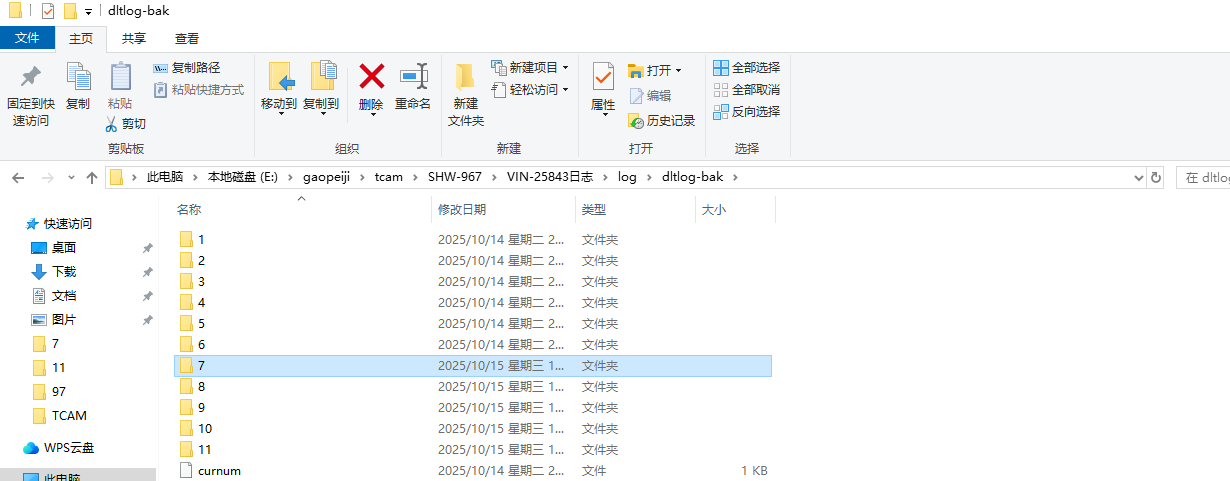 dltlog-bak
文件 主页 共享 查看
固定到快速访问 复制 粘贴 复制路径 粘贴快捷方式 剪切
移动到 复制到 删除 重命名
新建文件夹 新建项目 轻松访问
属性 打开 编辑 历史记录
全部选择 全部取消 反向选择
剪贴板 组织 新建 打开 选择
此电脑 本地磁盘 (E:) gaopeiji tcam SHW-967 VIN-25843日志 log dltlog-bak
在 dltlog
名称 修改日期 类型 大小
快速访问
桌面
下载
文档
图片
7
11
97
TCAM
WPS云盘
此电脑
1 2025/10/14 星期二 2... 文件夹
2 2025/10/14 星期二 2... 文件夹
3 2025/10/14 星期二 2... 文件夹
4 2025/10/14 星期二 2... 文件夹
5 2025/10/14 星期二 2... 文件夹
6 2025/10/14 星期二 2... 文件夹
7 2025/10/15 星期三 1... 文件夹
8 2025/10/15 星期三 1... 文件夹
9 2025/10/15 星期三 1... 文件夹
10 2025/10/15 星期三 1... 文件夹
11 2025/10/15 星期三 1... 文件夹
curnum 2025/10/14 星期二 2... 文件 1 KB